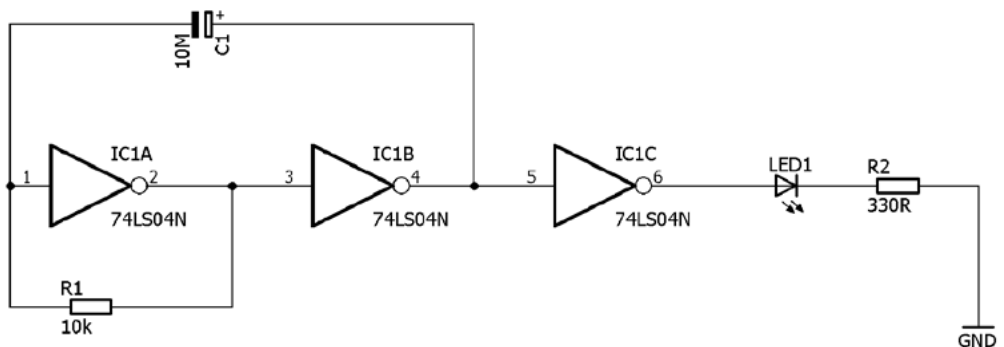 10M
+
C1
IC1A
IC1B
IC1C
LED1
R2
1
2
3
4
5
6
74LS04N
74LS04N
74LS04N
330R
R1
10k
GND